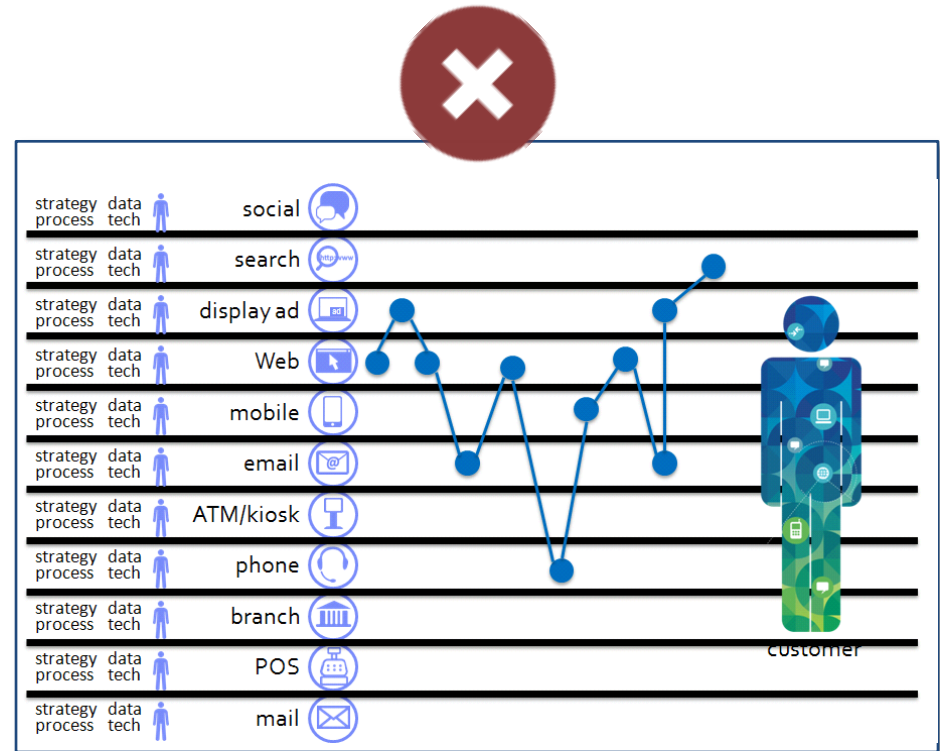 strategy data
process tech
social
strategy data
process tech
search
http:www
strategy data
process tech
display ad
ad
strategy data
process tech
Web
strategy data
process tech
mobile
strategy data
process tech
email
@
strategy data
process tech
ATM/kiosk
strategy data
process tech
phone
strategy data
process tech
branch
customer
strategy data
process tech
POS
strategy data
process tech
mail